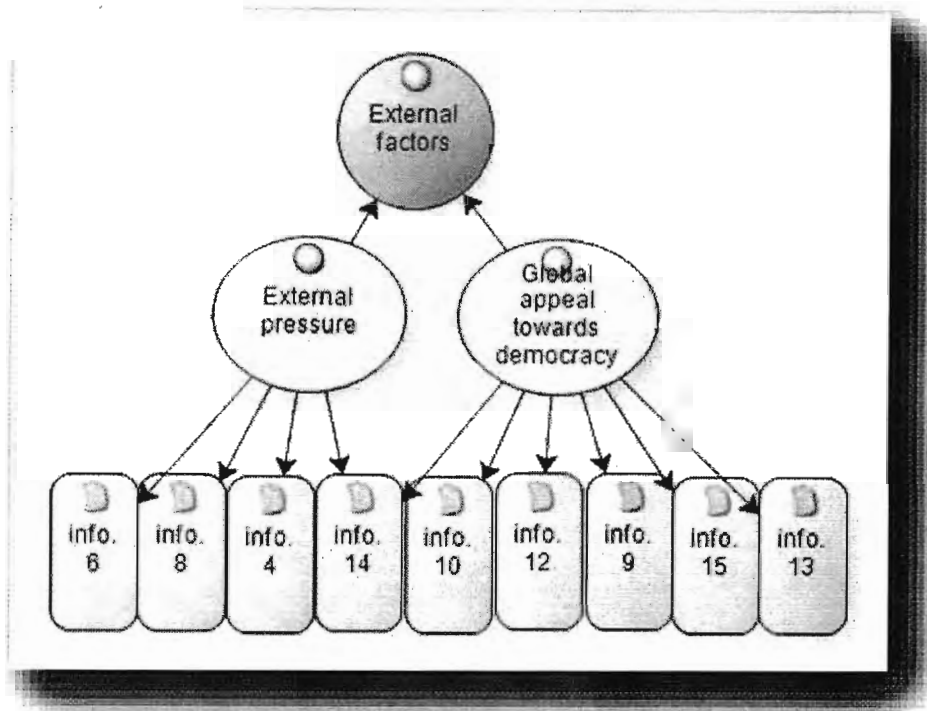 External
factors
External
pressure
Global
appeal
towards
democracy
info.
6
info.
8
info.
4
info.
14
info.
10
info.
12
info.
9
info.
15
info.
13